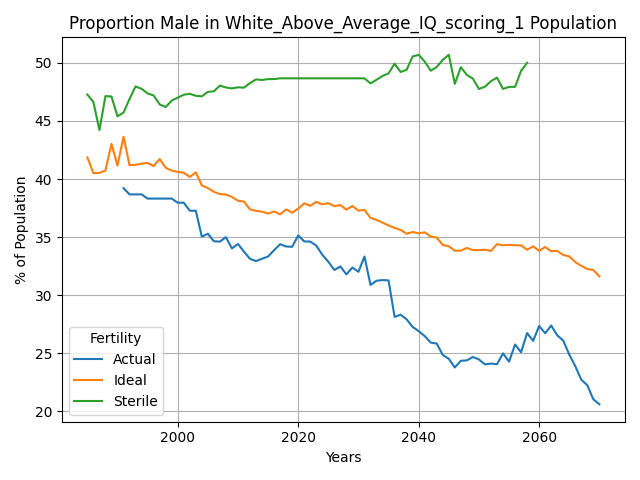 Proportion Male in White_Above_Average_IQ_scoring_1 Population
% of Population
50
45
40
35
30
25
20
Fertility
Actual
Ideal
Sterile
2000
2020
2040
2060
Years